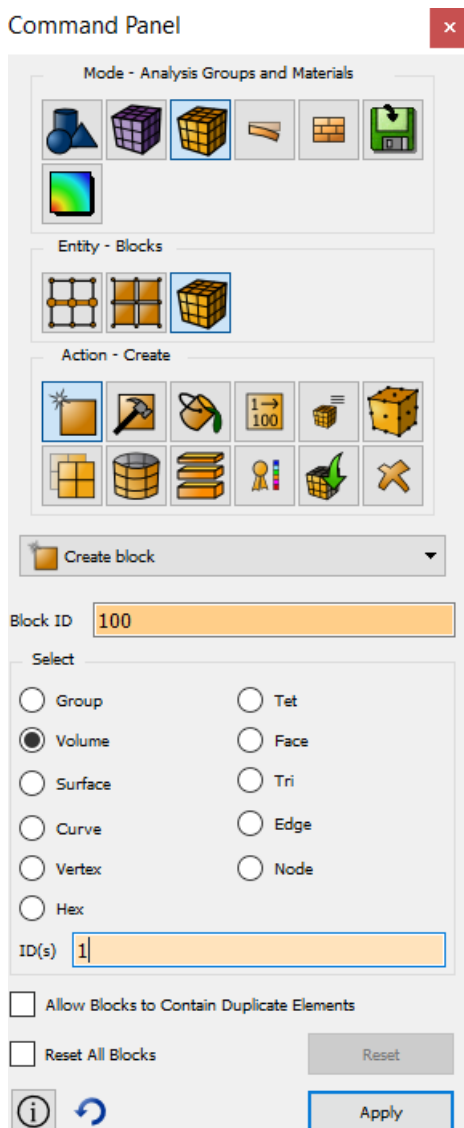 Command Panel
Mode - Analysis Groups and Materials
Entity - Blocks
Action - Create
1→
100
Create block
Block ID 100
Select
Group Tet
Volume Face
Surface Tri
Curve Edge
Vertex Node
Hex
ID(s) 1
Allow Blocks to Contain Duplicate Elements
Reset All Blocks Reset
Apply